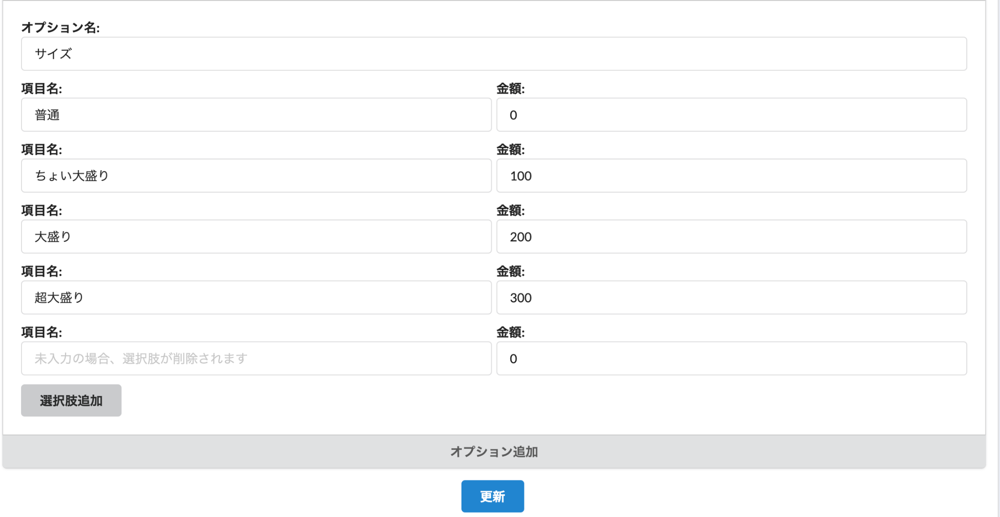 オプション名:
サイズ
項目名: 金額:
普通 0
項目名: 金額:
ちょい大盛り 100
項目名: 金額:
大盛り 200
項目名: 金額:
超大盛り 300
項目名: 金額:
未入力の場合、選択肢が削除されます 0
選択肢追加
オプション追加
更新